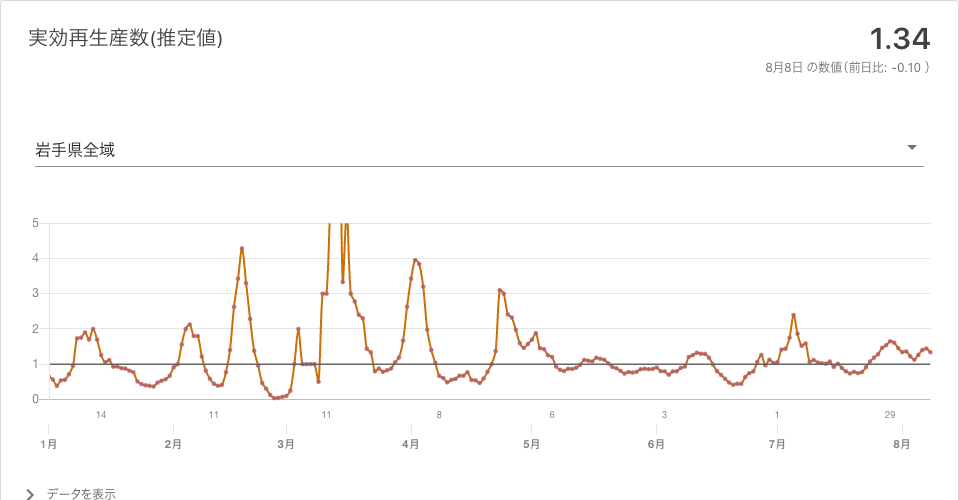 実効再生産数(推定値)
1.34
8月8日 の数値（前日比: -0.10 ）
岩手県全域
5
4
3
2
1
0
14 11 11 8 6 3 1 29
1月 2月 3月 4月 5月 6月 7月 8月
データを表示